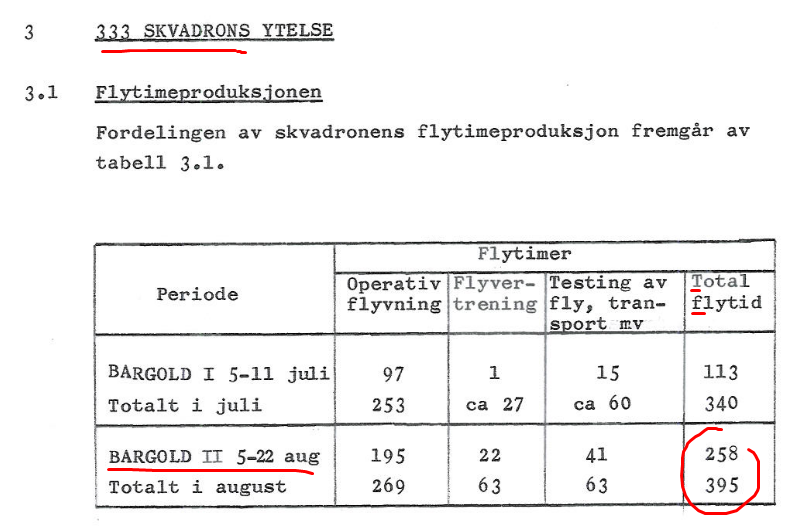 3 333 SKVADRONS YTELSE
3.1 Flytimeproduksjonen
Fordelingen av skvadronens flytimeproduksjon fremgår av
tabell 3.1.
Flytimer
Periode
Operativ flyvning
Flyver- trening
Testing av fly, tran- sport mv
Total flytid
BARGOLD I 5-11 juli 97 1 15 113
Totalt i juli 253 ca 27 ca 60 340
BARGOLD II 5-22 aug 195 22 41 258
Totalt i august 269 63 63 395